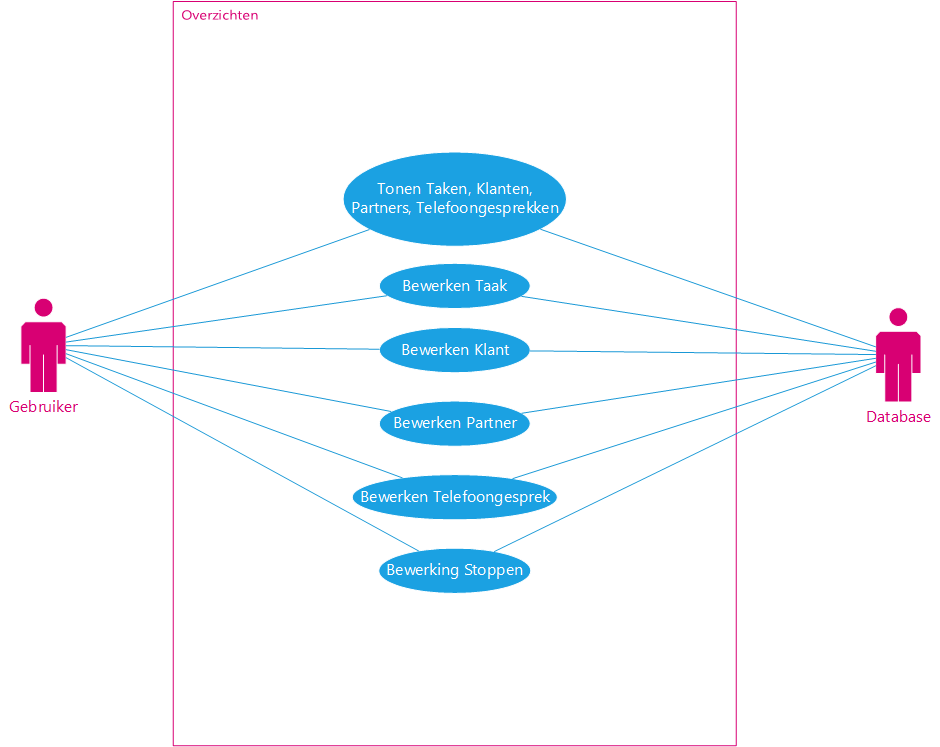 Overzichten
Tonen Taken, Klanten,
Partners, Telefoongesprekken
Bewerken Taak
Bewerken Klant
Gebruiker
Database
Bewerken Partner
Bewerken Telefoongesprek
Bewerking Stoppen